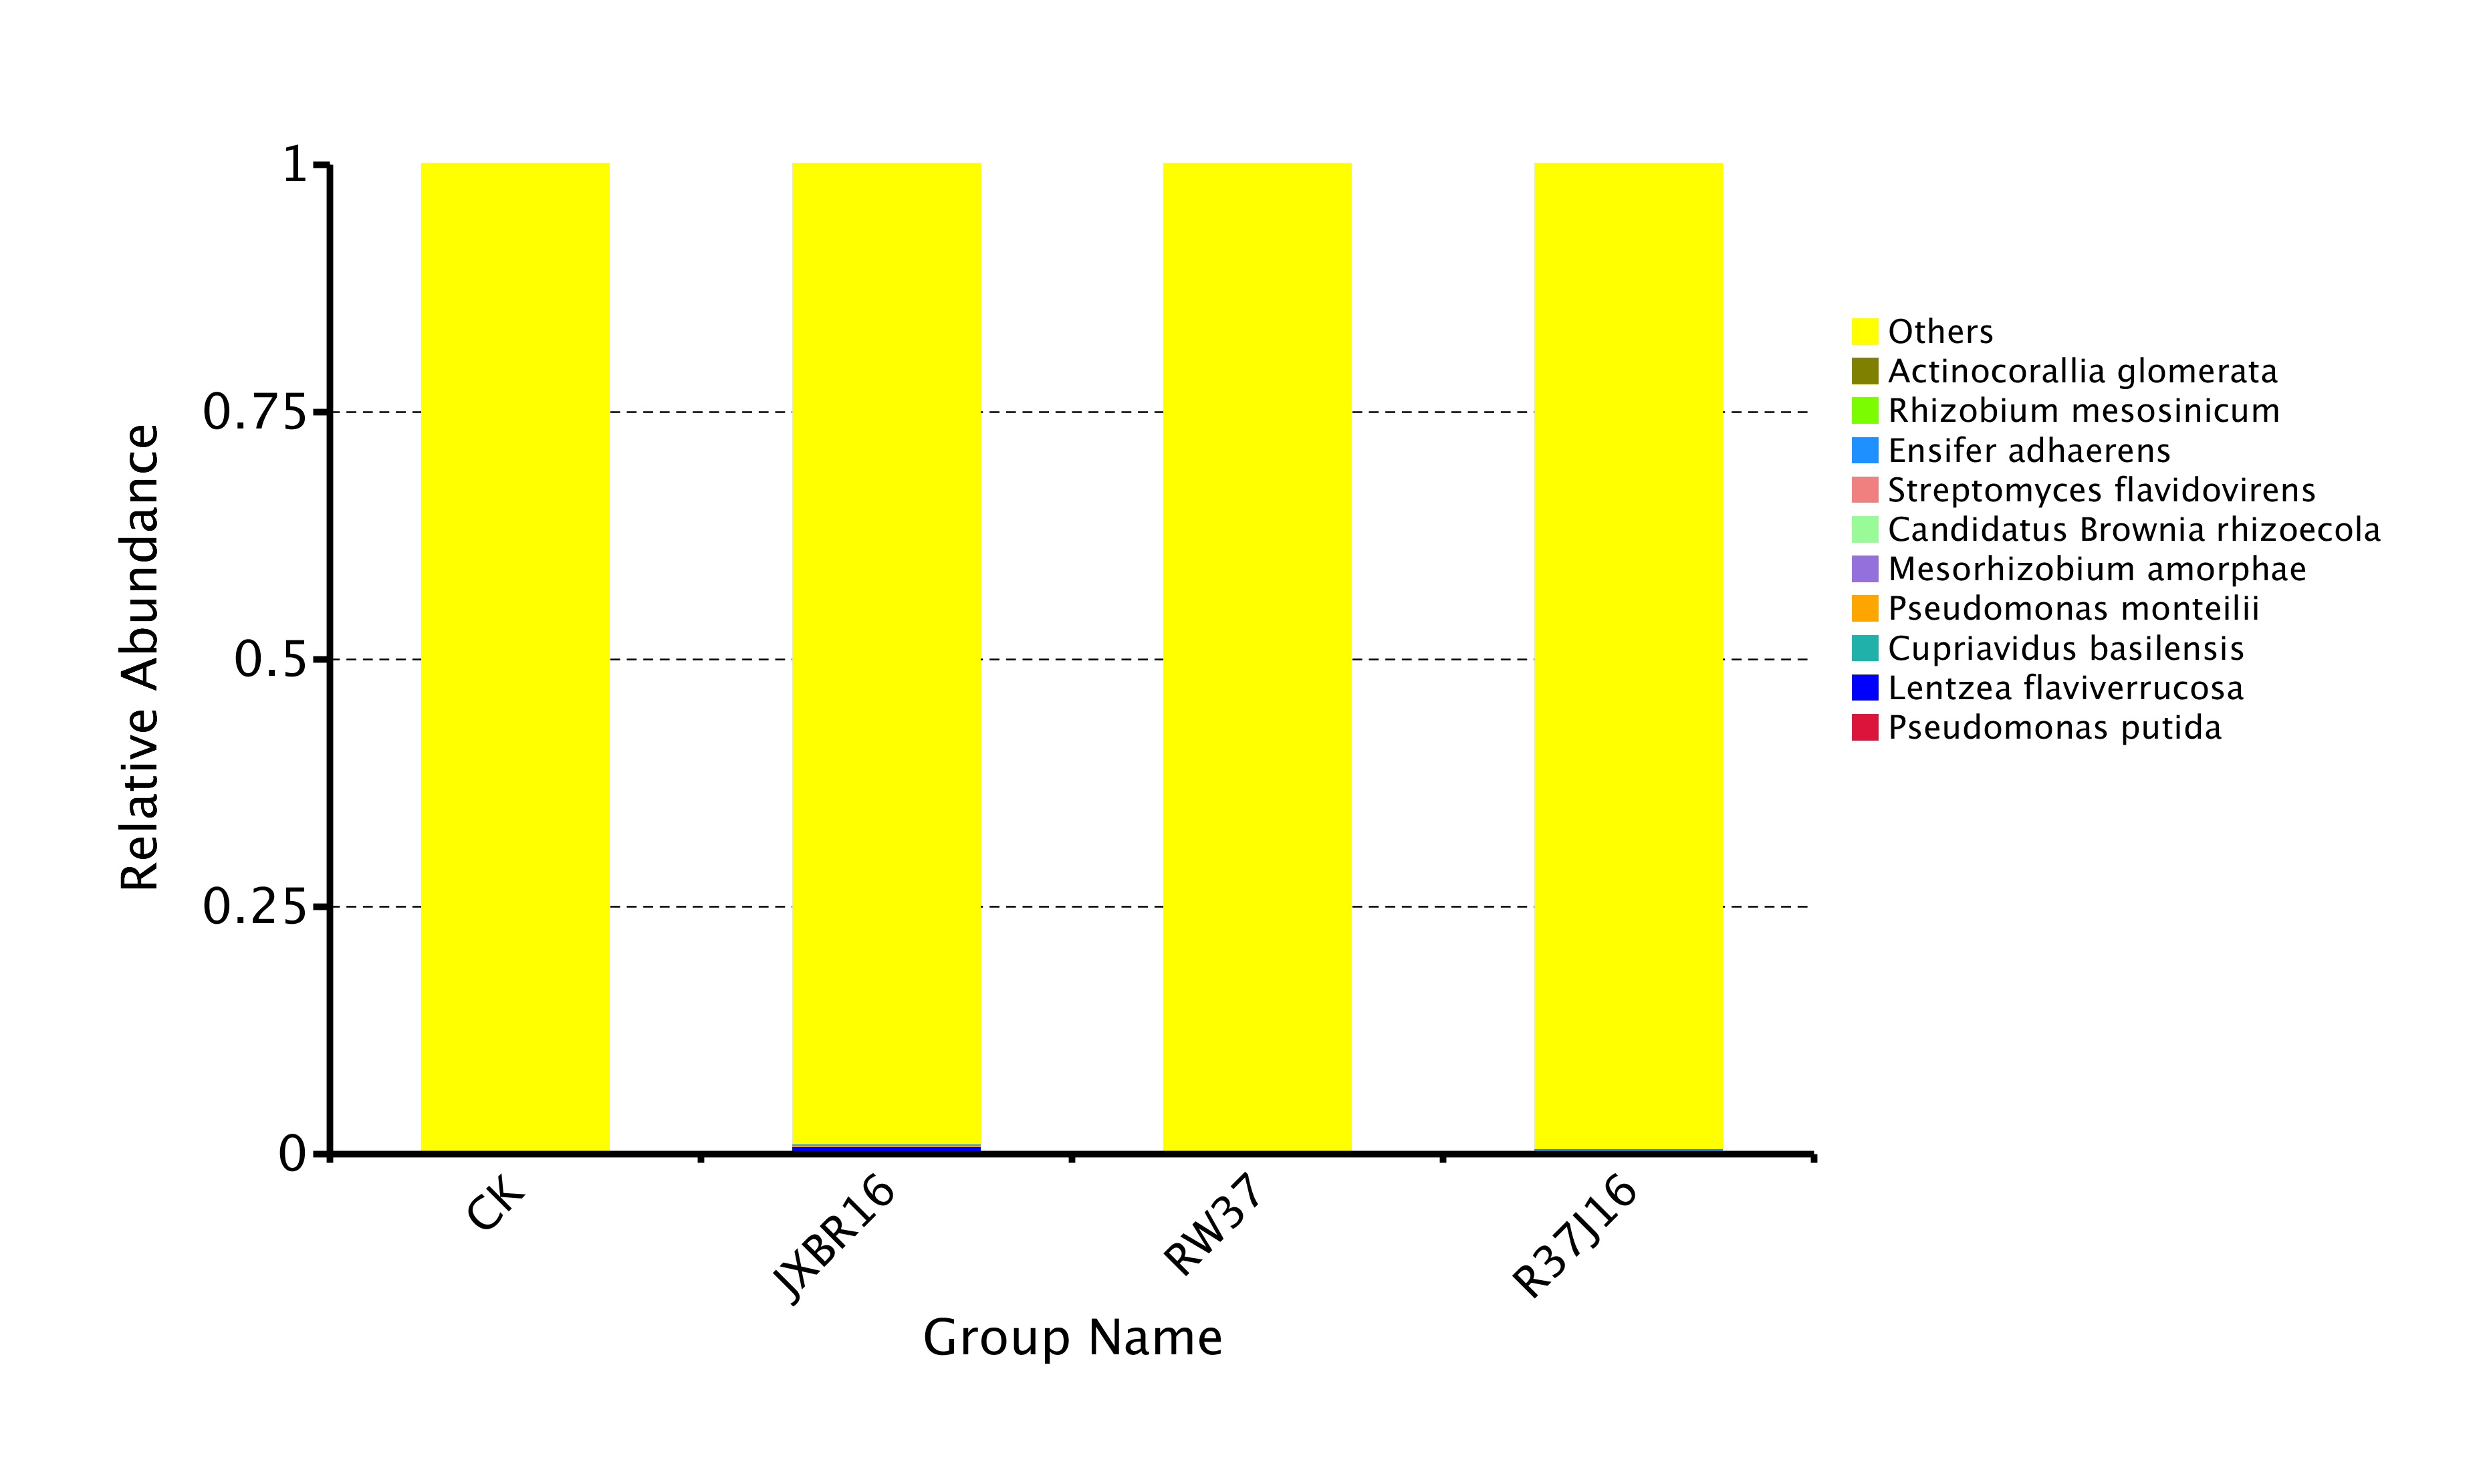 1
0.75
0.5
0.25
0
Relative Abundance
CK
JXBR16
RW37
R37J16
Group Name
Others
Actinocorallia glomerata
Rhizobium mesosinicum
Ensifer adhaerens
Streptomyces flavidovirens
Candidatus Brownia rhizoecola
Mesorhizobium amorphae
Pseudomonas monteilii
Cupriavidus basilensis
Lentzea flaviverrucosa
Pseudomonas putida